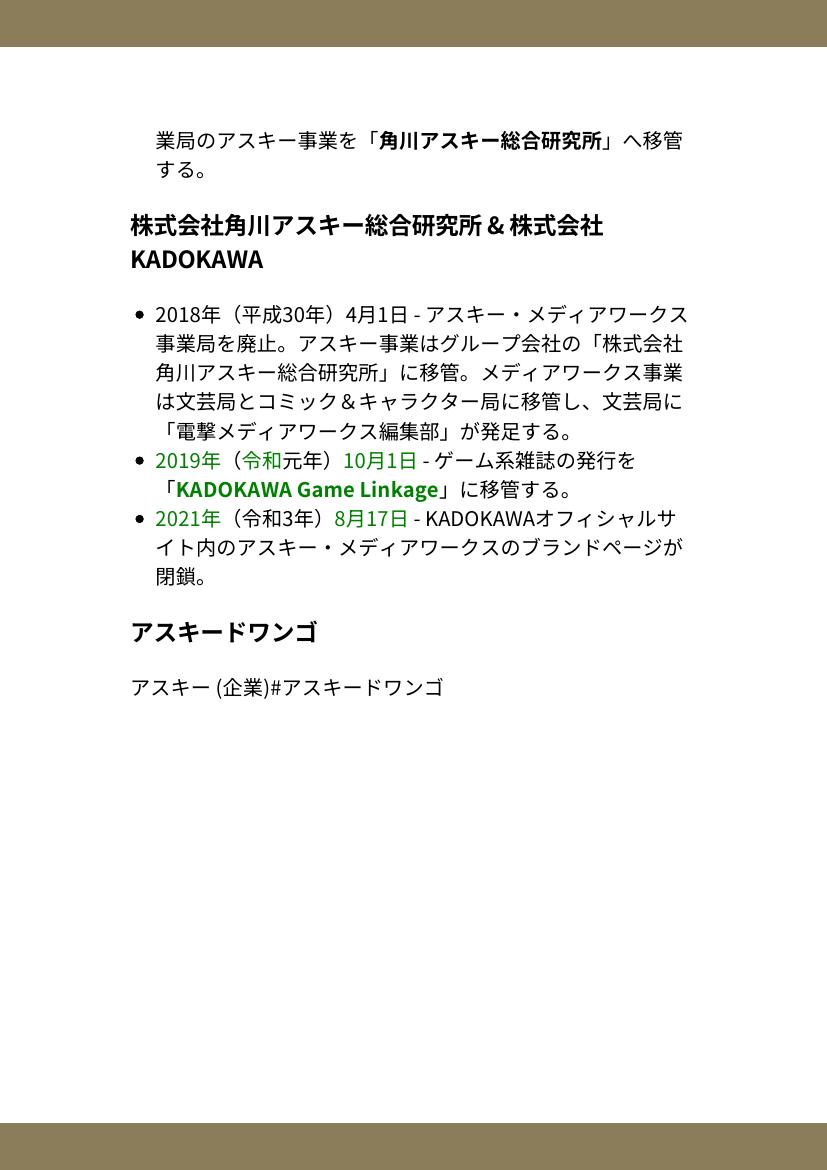 業局のアスキー事業を「角川アスキー総合研究所」へ移管
する。
株式会社角川アスキー総合研究所 & 株式会社
KADOKAWA
• 2018年（平成30年）4月1日 - アスキー・メディアワークス
事業局を廃止。アスキー事業はグループ会社の「株式会社
角川アスキー総合研究所」に移管。メディアワークス事業
は文芸局とコミック＆キャラクター局に移管し、文芸局に
「電撃メディアワークス編集部」が発足する。
• 2019年（令和元年）10月1日 - ゲーム系雑誌の発行を
「KADOKAWA Game Linkage」に移管する。
• 2021年（令和3年）8月17日 - KADOKAWAオフィシャルサ
イト内のアスキー・メディアワークスのブランドページが
閉鎖。
アスキードワンゴ
アスキー (企業)#アスキードワンゴ